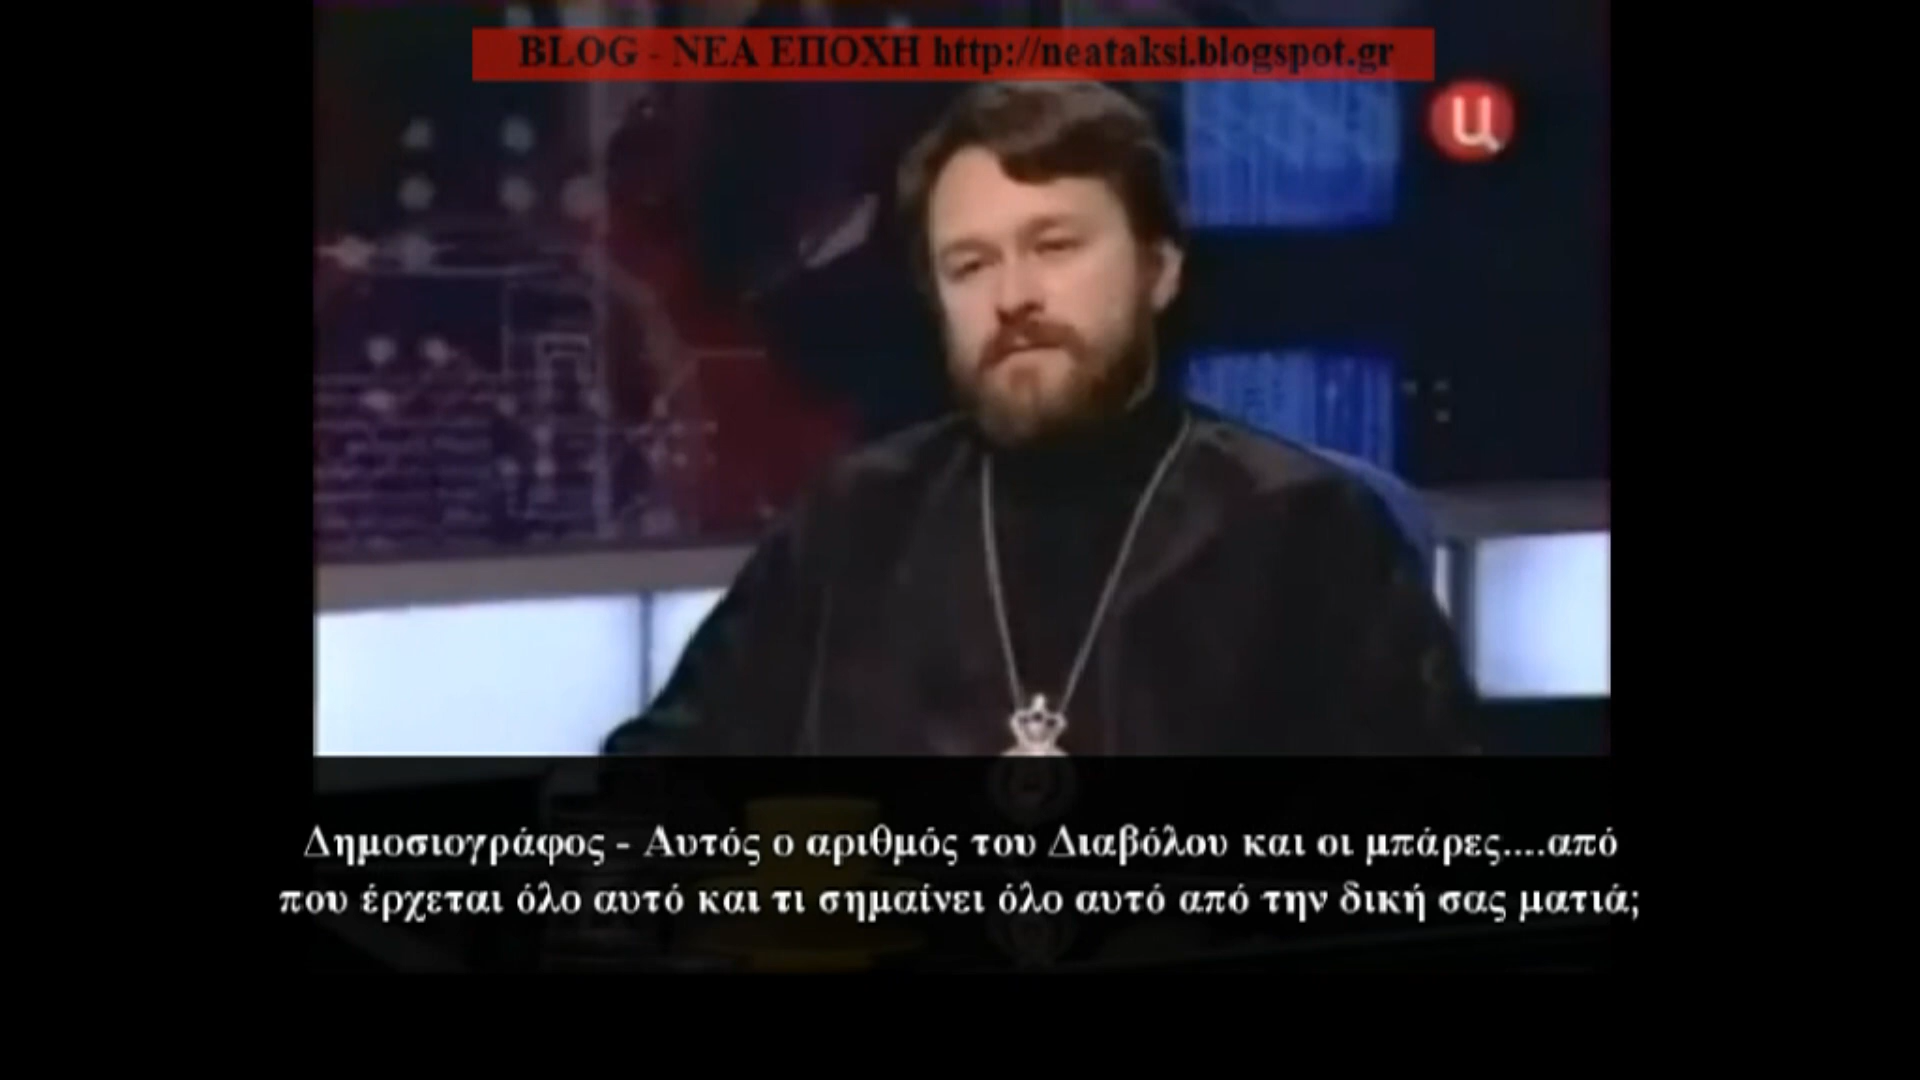 BLOG - ΝΕΑ ΕΠΟΧΗ http://neataksi.blogspot.gr
Ц
Δημοσιογράφος - Αυτός ο αριθμός του Διαβόλου και οι μπάρες....από
που έρχεται όλο αυτό και τι σημαίνει όλο αυτό από την δική σας ματιά;